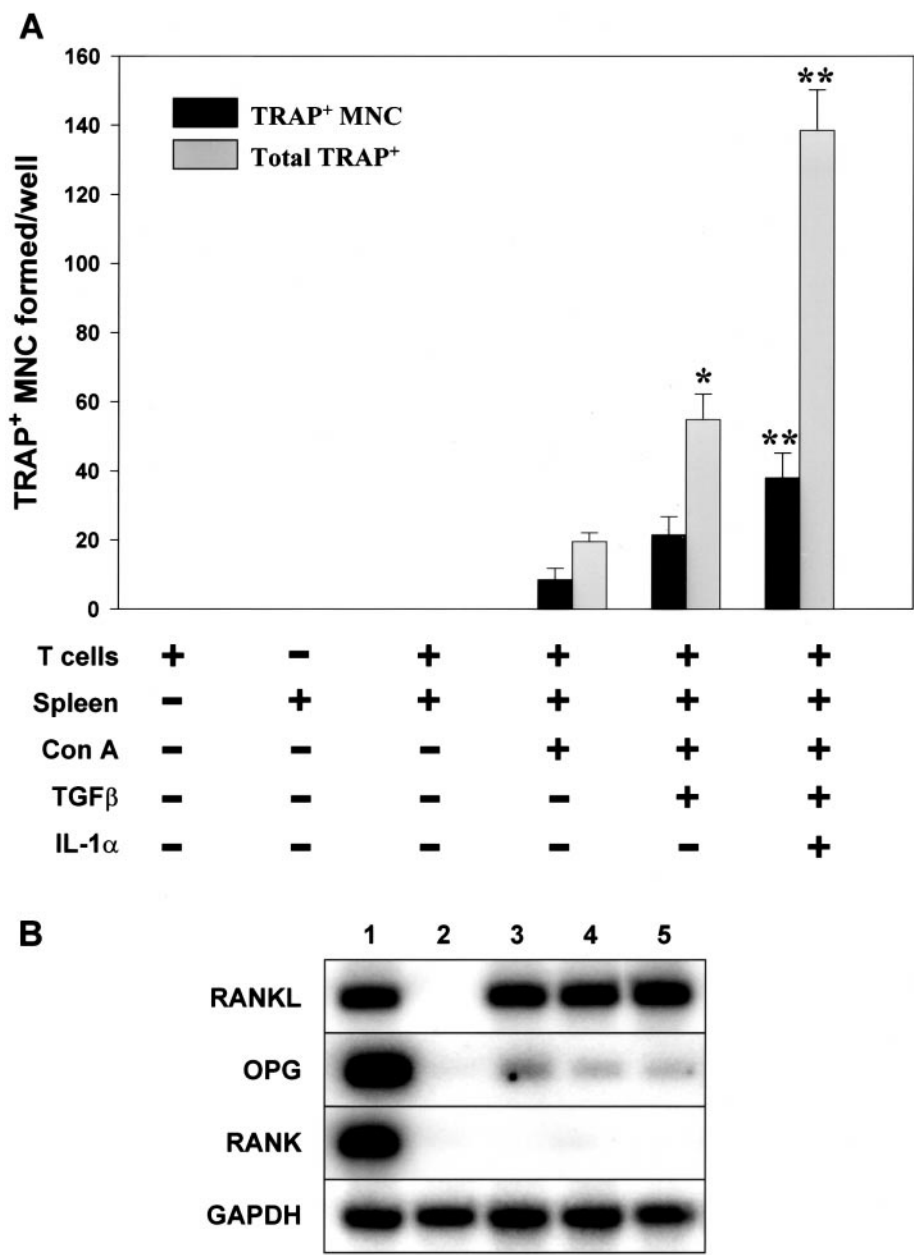 A
TRAP⁺ MNC formed/well
160
140
120
100
80
60
40
20
0
TRAP⁺ MNC
Total TRAP⁺
*
**
**
T cells + − + + + +
Spleen − + + + + +
Con A − − − + + +
TGFβ − − − − + +
IL-1α − − − − − +
B
1 2 3 4 5
RANKL
OPG
RANK
GAPDH